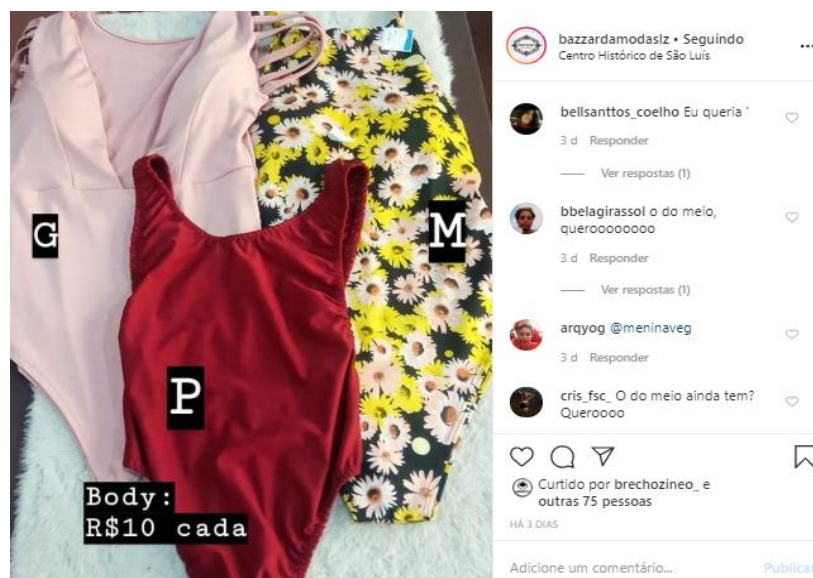 G
M
P
Body:
R$10 cada
bazzardamodaslz • Seguindo
Centro Histórico de São Luís
bellsanttos_coelho Eu queria '
3 d Responder
Ver respostas (1)
bbelagirassol o do meio,
queroooooooo
3 d Responder
Ver respostas (1)
arqyog @meninaveg
3 d Responder
cris_fsc_ O do meio ainda tem?
Queroooo
Curtido por brechozineo_ e
outras 75 pessoas
HÁ 3 DIAS
Adicione um comentário...
Publicar